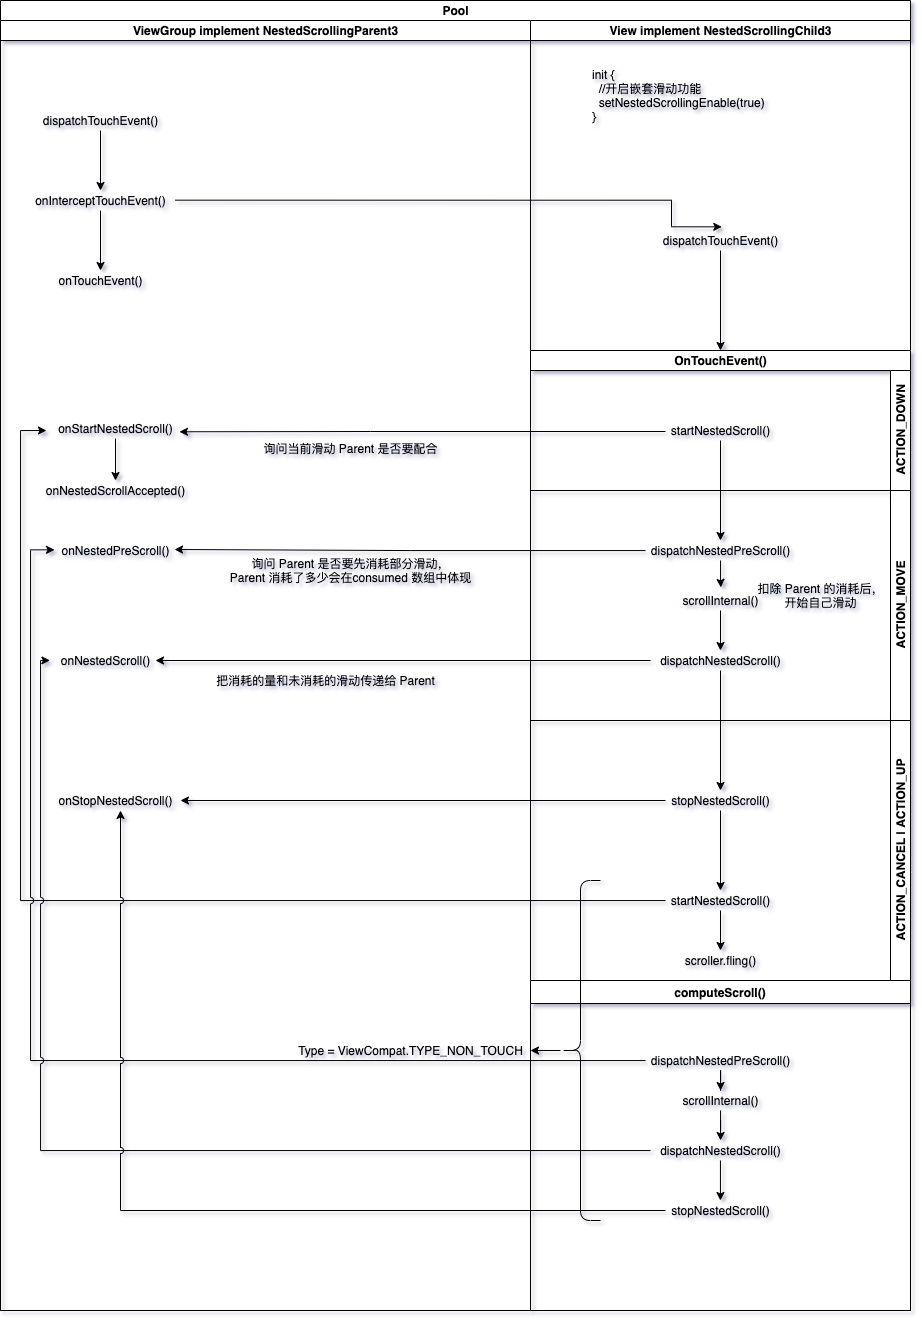 Pool
ViewGroup implement NestedScrollingParent3
View implement NestedScrollingChild3
init {
//开启嵌套滑动功能
setNestedScrollingEnable(true)
}
dispatchTouchEvent()
onInterceptTouchEvent()
dispatchTouchEvent()
onTouchEvent()
OnTouchEvent()
ACTION_DOWN
onStartNestedScroll()
startNestedScroll()
询问当前滑动 Parent 是否要配合
onNestedScrollAccepted()
ACTION_MOVE
onNestedPreScroll()
dispatchNestedPreScroll()
询问 Parent 是否要先消耗部分滑动，
Parent 消耗了多少会在consumed 数组中体现
scrollInternal()
扣除 Parent 的消耗后，
开始自己滑动
onNestedScroll()
dispatchNestedScroll()
把消耗的量和未消耗的滑动传递给 Parent
ACTION_CANCEL | ACTION_UP
onStopNestedScroll()
stopNestedScroll()
startNestedScroll()
scroller.fling()
computeScroll()
Type = ViewCompat.TYPE_NON_TOUCH
dispatchNestedPreScroll()
scrollInternal()
dispatchNestedScroll()
stopNestedScroll()